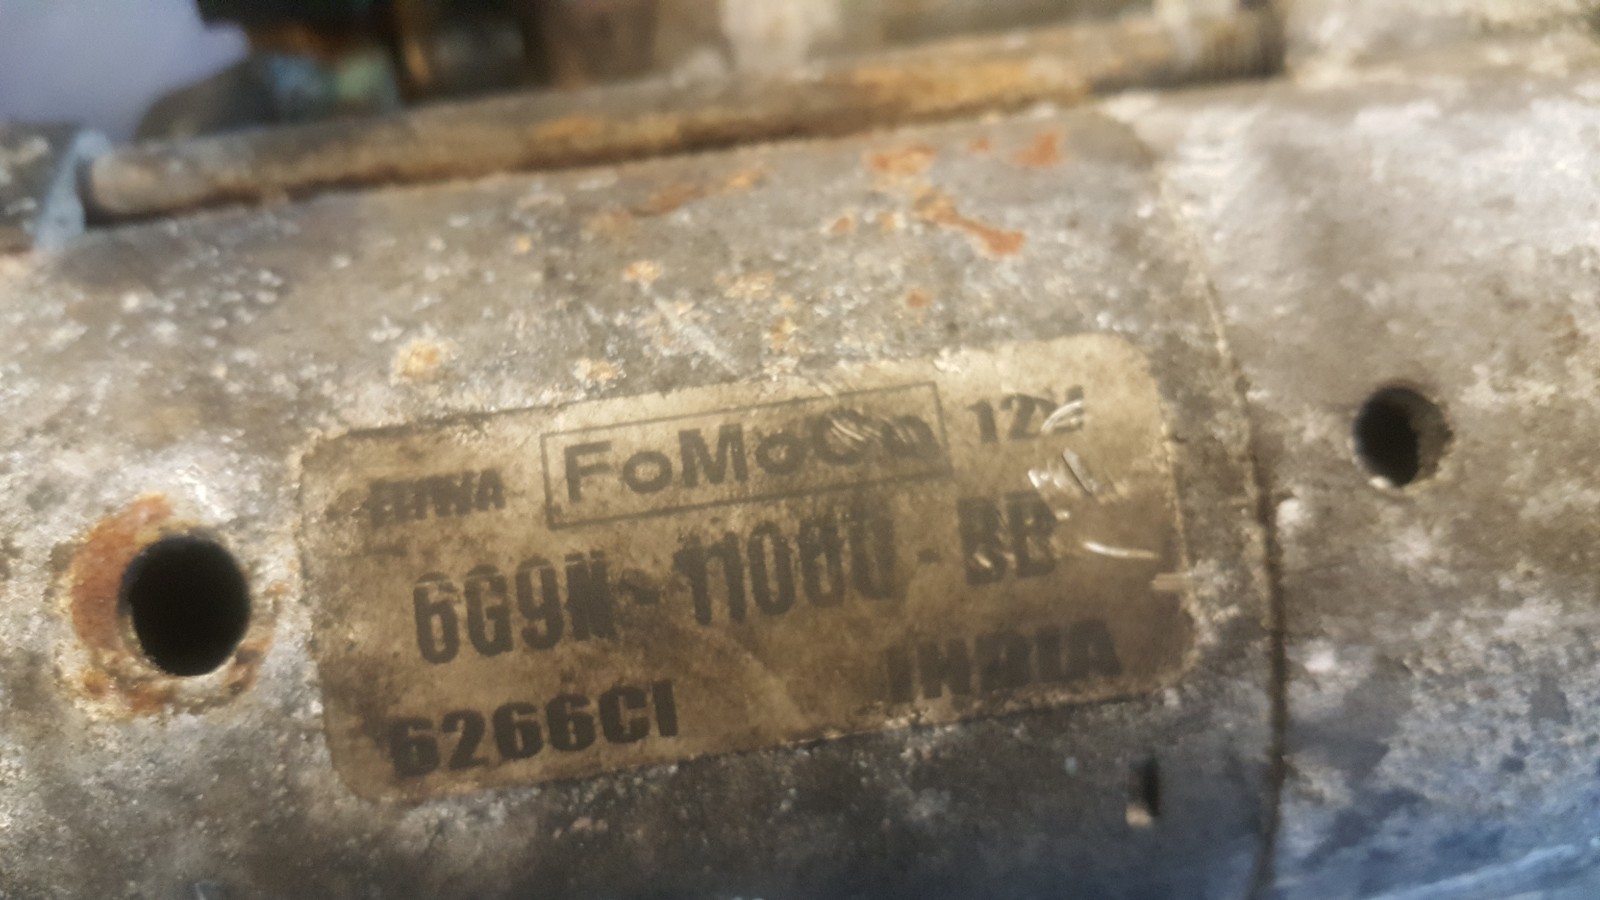 FoMoCo 12V
6G9N-11000-BB
6266CI INDIA